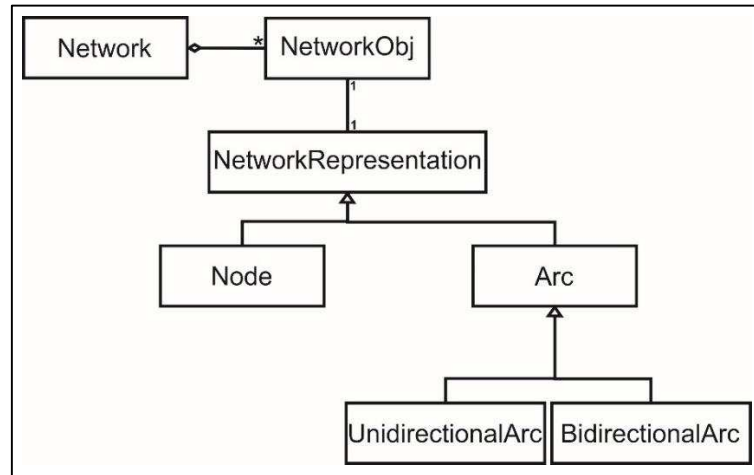 Network * NetworkObj
1
1
NetworkRepresentation
Node Arc
UnidirectionalArc BidirectionalArc